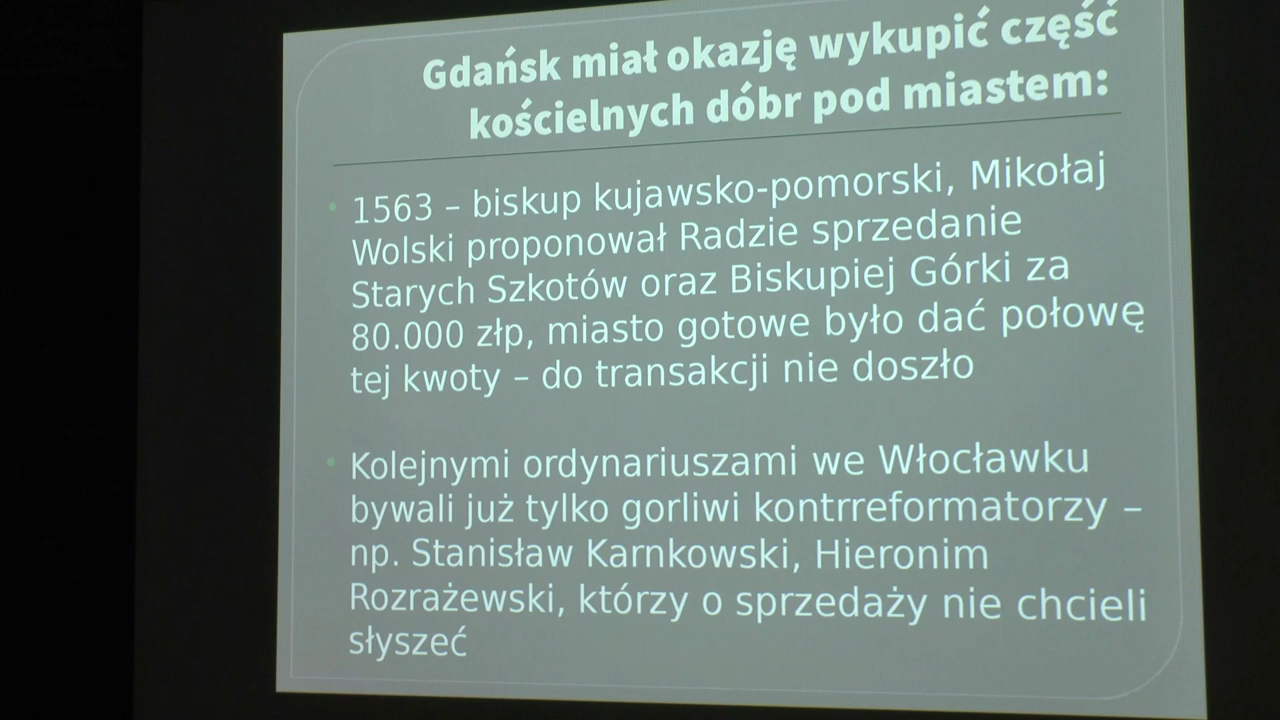 Gdańsk miał okazję wykupić część
kościelnych dóbr pod miastem:
• 1563 – biskup kujawsko-pomorski, Mikołaj
Wolski proponował Radzie sprzedanie
Starych Szkotów oraz Biskupiej Górki za
80.000 złp, miasto gotowe było dać połowę
tej kwoty – do transakcji nie doszło
• Kolejnymi ordynariuszami we Włocławku
bywali już tylko gorliwi kontrreformatorzy –
np. Stanisław Karnkowski, Hieronim
Rozrażewski, którzy o sprzedaży nie chcieli
słyszeć